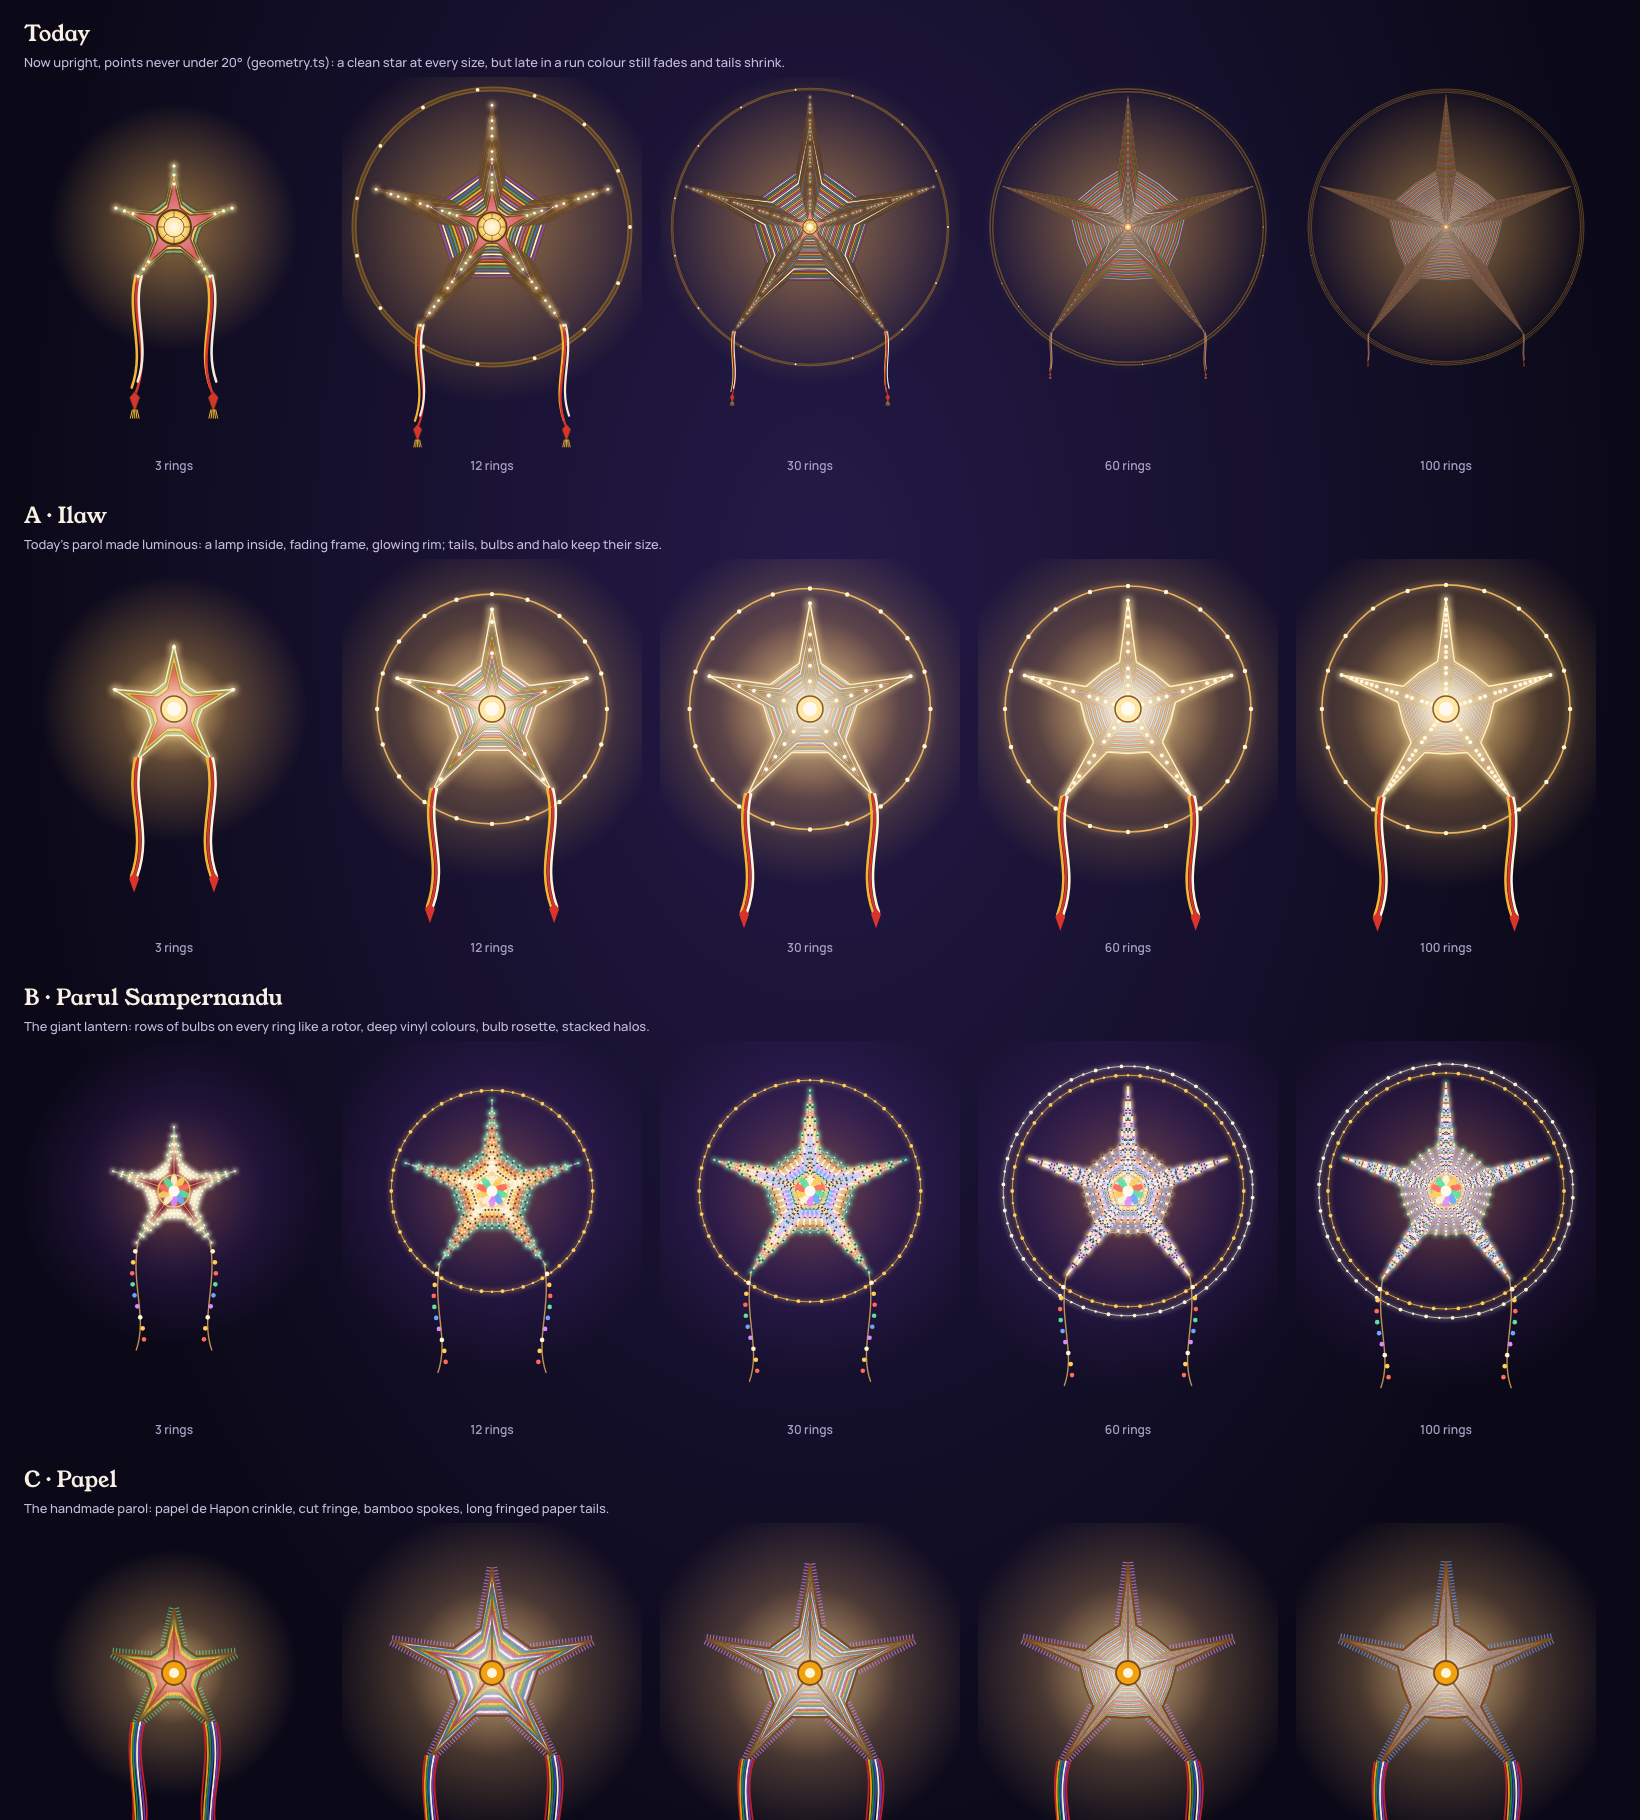 Today
Now upright, points never under 20° (geometry.ts): a clean star at every size, but late in a run colour still fades and tails shrink.
3 rings
12 rings
30 rings
60 rings
100 rings
A · Ilaw
Today's parol made luminous: a lamp inside, fading frame, glowing rim; tails, bulbs and halo keep their size.
3 rings
12 rings
30 rings
60 rings
100 rings
B · Parul Sampernandu
The giant lantern: rows of bulbs on every ring like a rotor, deep vinyl colours, bulb rosette, stacked halos.
3 rings
12 rings
30 rings
60 rings
100 rings
C · Papel
The handmade parol: papel de Hapon crinkle, cut fringe, bamboo spokes, long fringed paper tails.